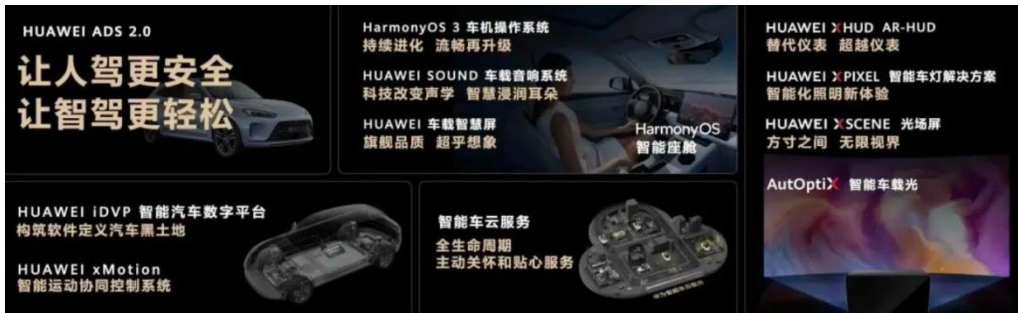 HUAWEI ADS 2.0
让人驾更安全
让智驾更轻松
HarmonyOS 3 车机操作系统
持续进化 流畅再升级
HUAWEI SOUND 车载音响系统
科技改变声学 智慧浸润耳朵
HUAWEI 车载智慧屏
旗舰品质 超乎想象
HarmonyOS
智能座舱
HUAWEI XHUD AR-HUD
替代仪表 超越仪表
HUAWEI XPIXEL 智能车灯解决方案
智能化照明新体验
HUAWEI XSCENE 光场屏
方寸之间 无限视界
AutOptiX 智能车载光
HUAWEI iDVP 智能汽车数字平台
构筑软件定义汽车黑土地
HUAWEI xMotion
智能运动协同控制系统
智能车云服务
全生命周期
主动关怀和贴心服务